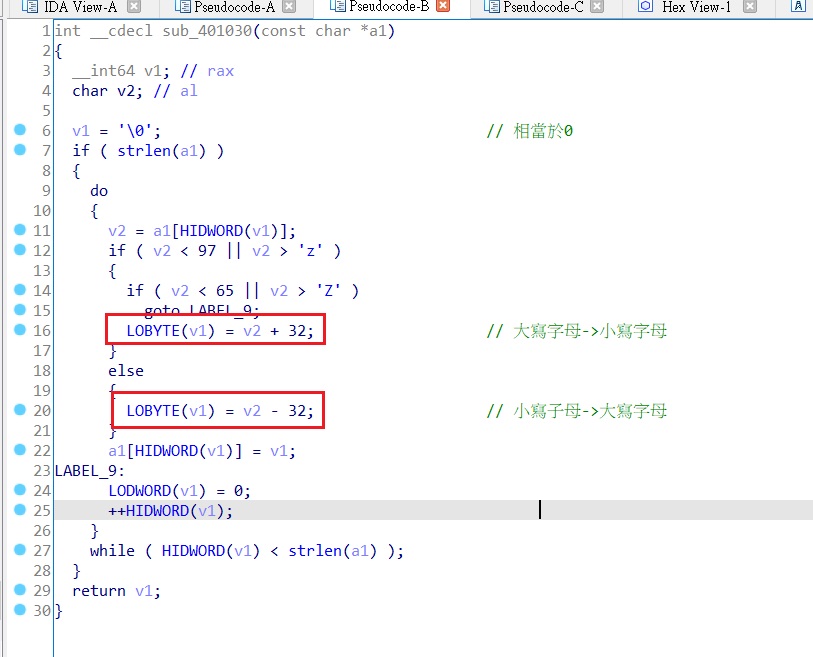 IDA View-A Pseudocode-A Pseudocode-B Pseudocode-C Hex View-1 A
1 int __cdecl sub_401030(const char *a1)
2 {
3 __int64 v1; // rax
4 char v2; // al
5
6 v1 = '\0'; // 相當於0
7 if ( strlen(a1) )
8 {
9 do
10 {
11 v2 = a1[HIDWORD(v1)];
12 if ( v2 < 97 || v2 > 'z' )
13 {
14 if ( v2 < 65 || v2 > 'Z' )
15 goto LABEL_9;
16 LOBYTE(v1) = v2 + 32; // 大寫字母->小寫字母
17 }
18 else
19 {
20 LOBYTE(v1) = v2 - 32; // 小寫子母->大寫字母
21 }
22 a1[HIDWORD(v1)] = v1;
23 LABEL_9:
24 LODWORD(v1) = 0;
25 ++HIDWORD(v1);
26 }
27 while ( HIDWORD(v1) < strlen(a1) );
28 }
29 return v1;
30 }